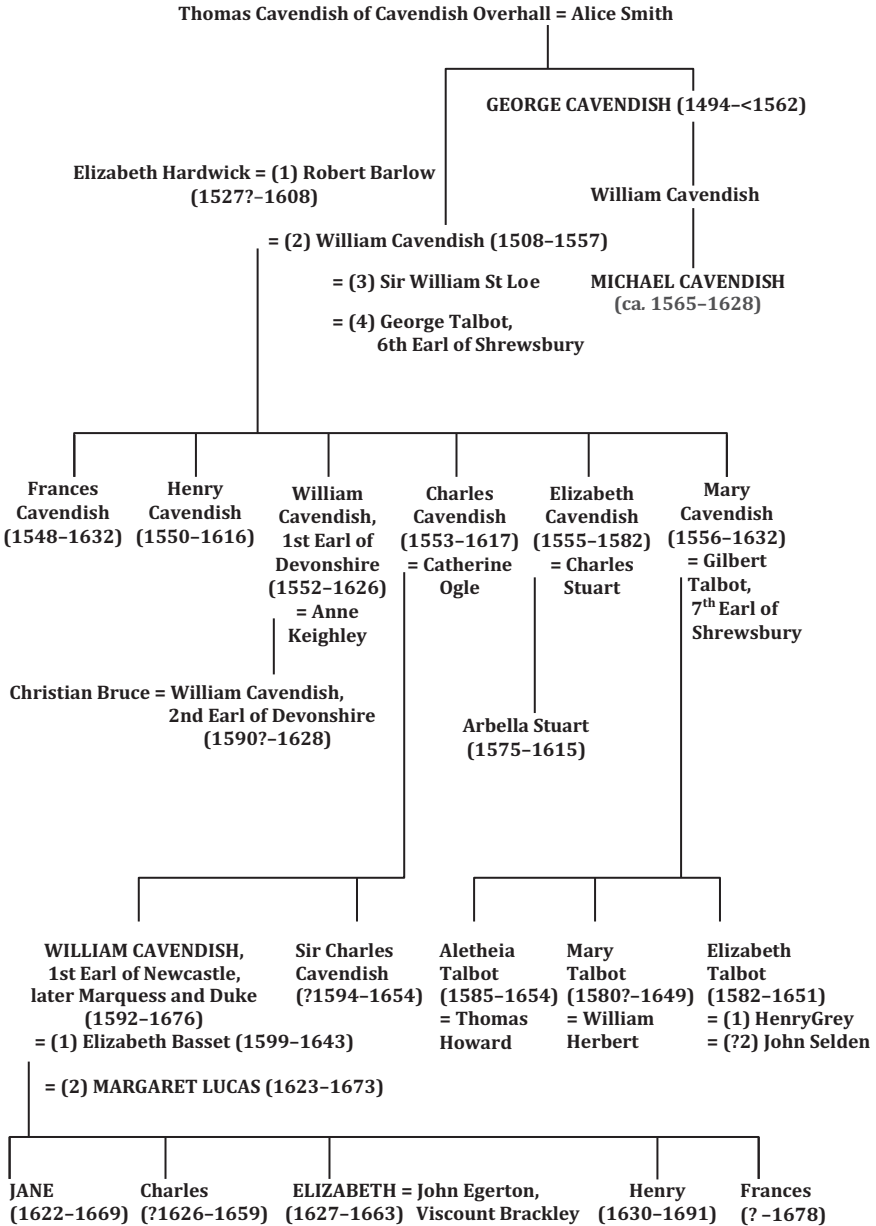 Thomas Cavendish of Cavendish Overhall = Alice Smith
GEORGE CAVENDISH (1494–<1562)
Elizabeth Hardwick = (1) Robert Barlow
(1527?–1608)
William Cavendish
= (2) William Cavendish (1508–1557)
= (3) Sir William St Loe
= (4) George Talbot,
6th Earl of Shrewsbury
MICHAEL CAVENDISH
(ca. 1565–1628)
Frances
Cavendish
(1548–1632)
Henry
Cavendish
(1550–1616)
William
Cavendish,
1st Earl of
Devonshire
(1552–1626)
= Anne
Keighley
Charles
Cavendish
(1553–1617)
= Catherine
Ogle
Elizabeth
Cavendish
(1555–1582)
= Charles
Stuart
Mary
Cavendish
(1556–1632)
= Gilbert
Talbot,
7th Earl of
Shrewsbury
Christian Bruce = William Cavendish,
2nd Earl of Devonshire
(1590?–1628)
Arbella Stuart
(1575–1615)
WILLIAM CAVENDISH,
1st Earl of Newcastle,
later Marquess and Duke
(1592–1676)
= (1) Elizabeth Basset (1599–1643)
= (2) MARGARET LUCAS (1623–1673)
Sir Charles
Cavendish
(?1594–1654)
Aletheia
Talbot
(1585–1654)
= Thomas
Howard
Mary
Talbot
(1580?–1649)
= William
Herbert
Elizabeth
Talbot
(1582–1651)
= (1) HenryGrey
= (?2) John Selden
JANE
(1622–1669)
Charles
(?1626–1659)
ELIZABETH = John Egerton,
(1627–1663) Viscount Brackley
Henry
(1630–1691)
Frances
(? –1678)